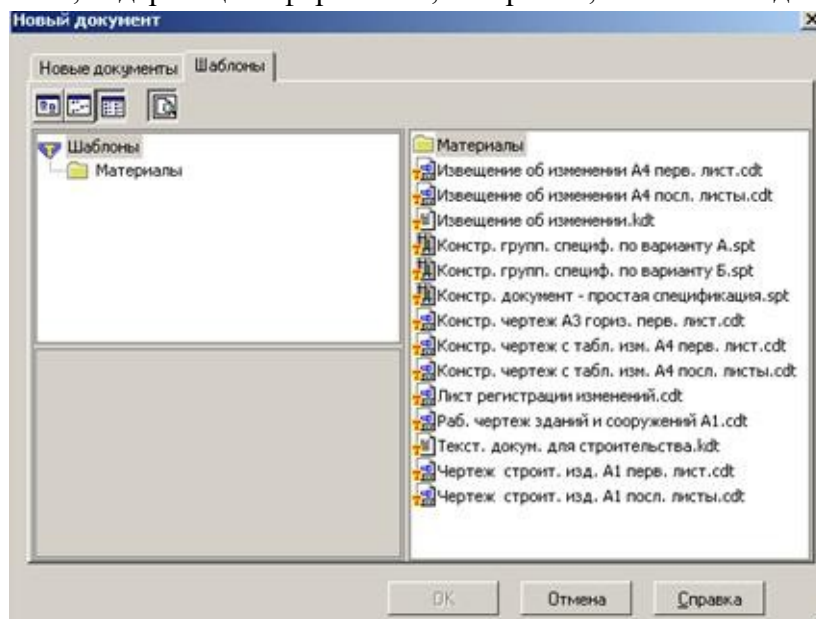 Новый документ
Новые документы
Шаблоны
Шаблоны
Материалы
Материалы
Извещение об изменении А4 перв. лист.cdt
Извещение об изменении А4 посл. листы.cdt
Извещение об изменении.kdt
Констр. групп. специф. по варианту А.spt
Констр. групп. специф. по варианту Б.spt
Констр. документ - простая спецификация.spt
Констр. чертеж А3 гориз. перв. лист.cdt
Констр. чертеж с табл. изм. А4 перв. лист.cdt
Констр. чертеж с табл. изм. А4 посл. листы.cdt
Лист регистрации изменений.cdt
Раб. чертеж зданий и сооружений А1.cdt
Текст. докум. для строительства.kdt
Чертеж строит. изд. А1 перв. лист.cdt
Чертеж строит. изд. А1 посл. листы.cdt
OK
Отмена
Справка